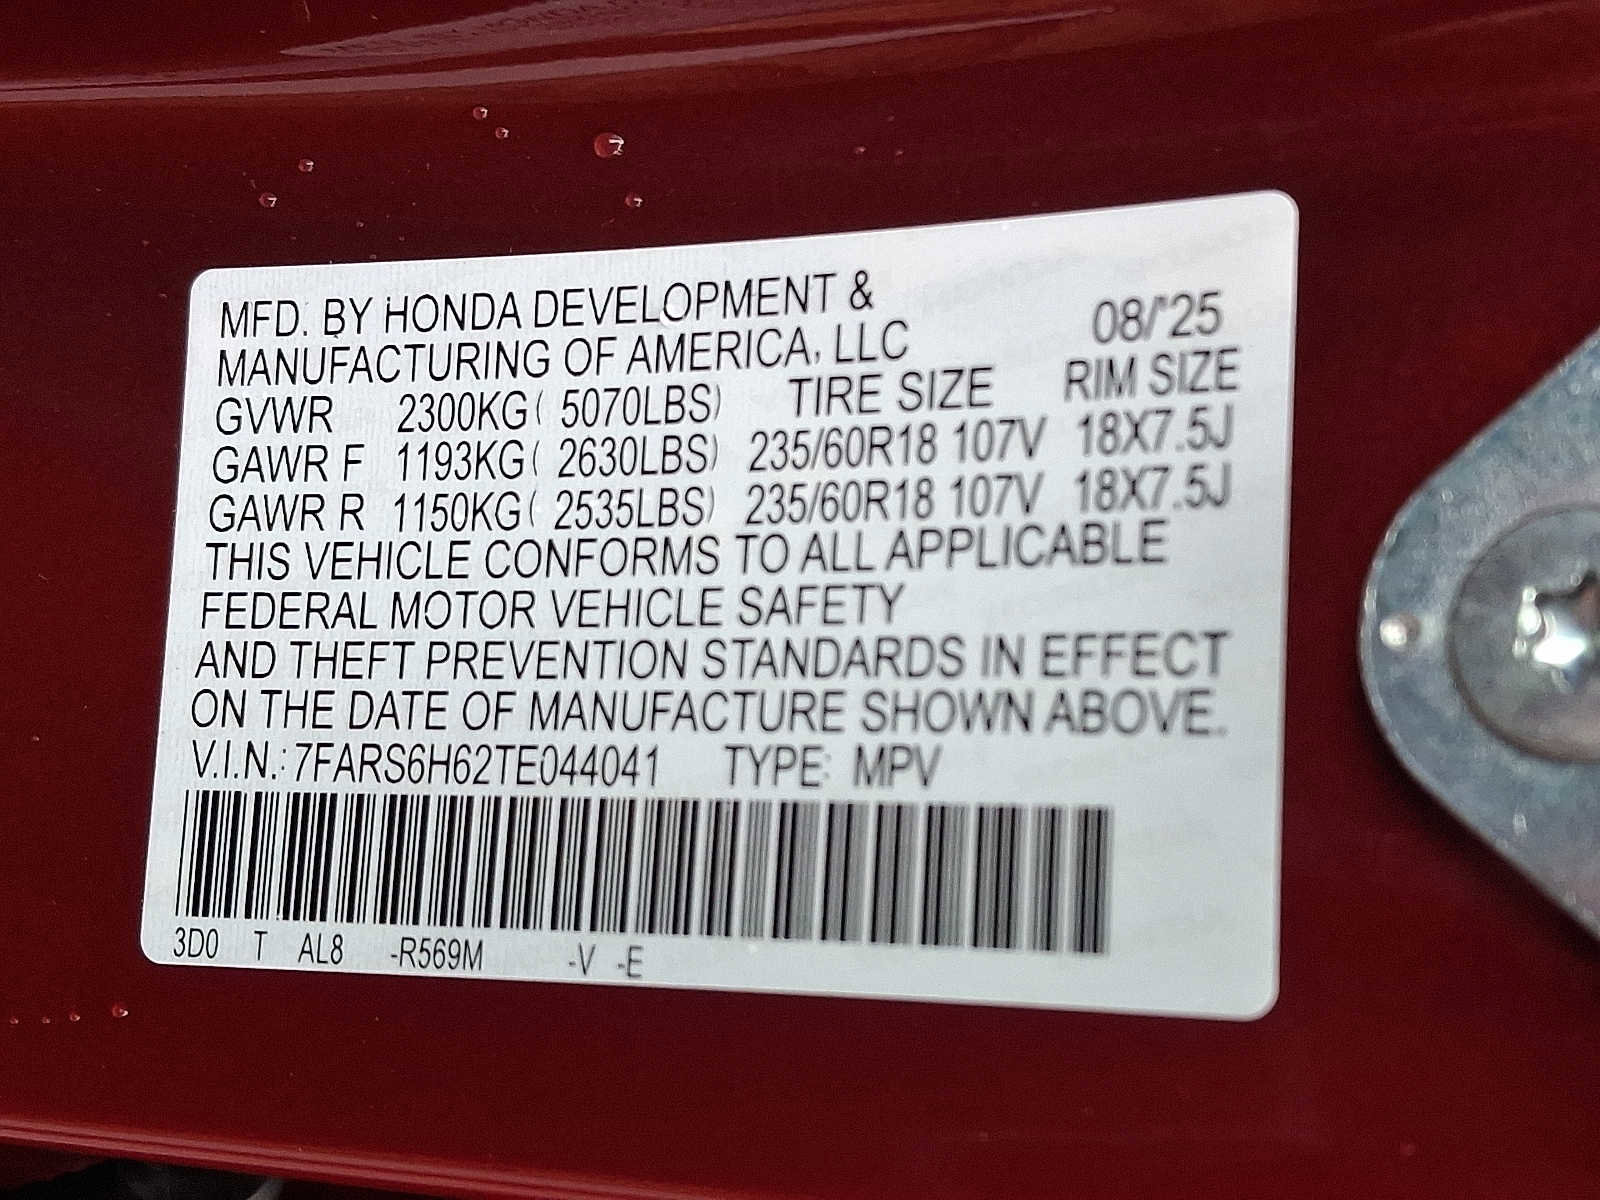 MFD. BY HONDA DEVELOPMENT &
MANUFACTURING OF AMERICA, LLC 08/'25
GVWR 2300KG( 5070LBS) TIRE SIZE RIM SIZE
GAWR F 1193KG( 2630LBS) 235/60R18 107V 18X7.5J
GAWR R 1150KG( 2535LBS) 235/60R18 107V 18X7.5J
THIS VEHICLE CONFORMS TO ALL APPLICABLE
FEDERAL MOTOR VEHICLE SAFETY
AND THEFT PREVENTION STANDARDS IN EFFECT
ON THE DATE OF MANUFACTURE SHOWN ABOVE.
V.I.N.: 7FARS6H62TE044041 TYPE: MPV
3D0 T AL8 -R569M -V -E